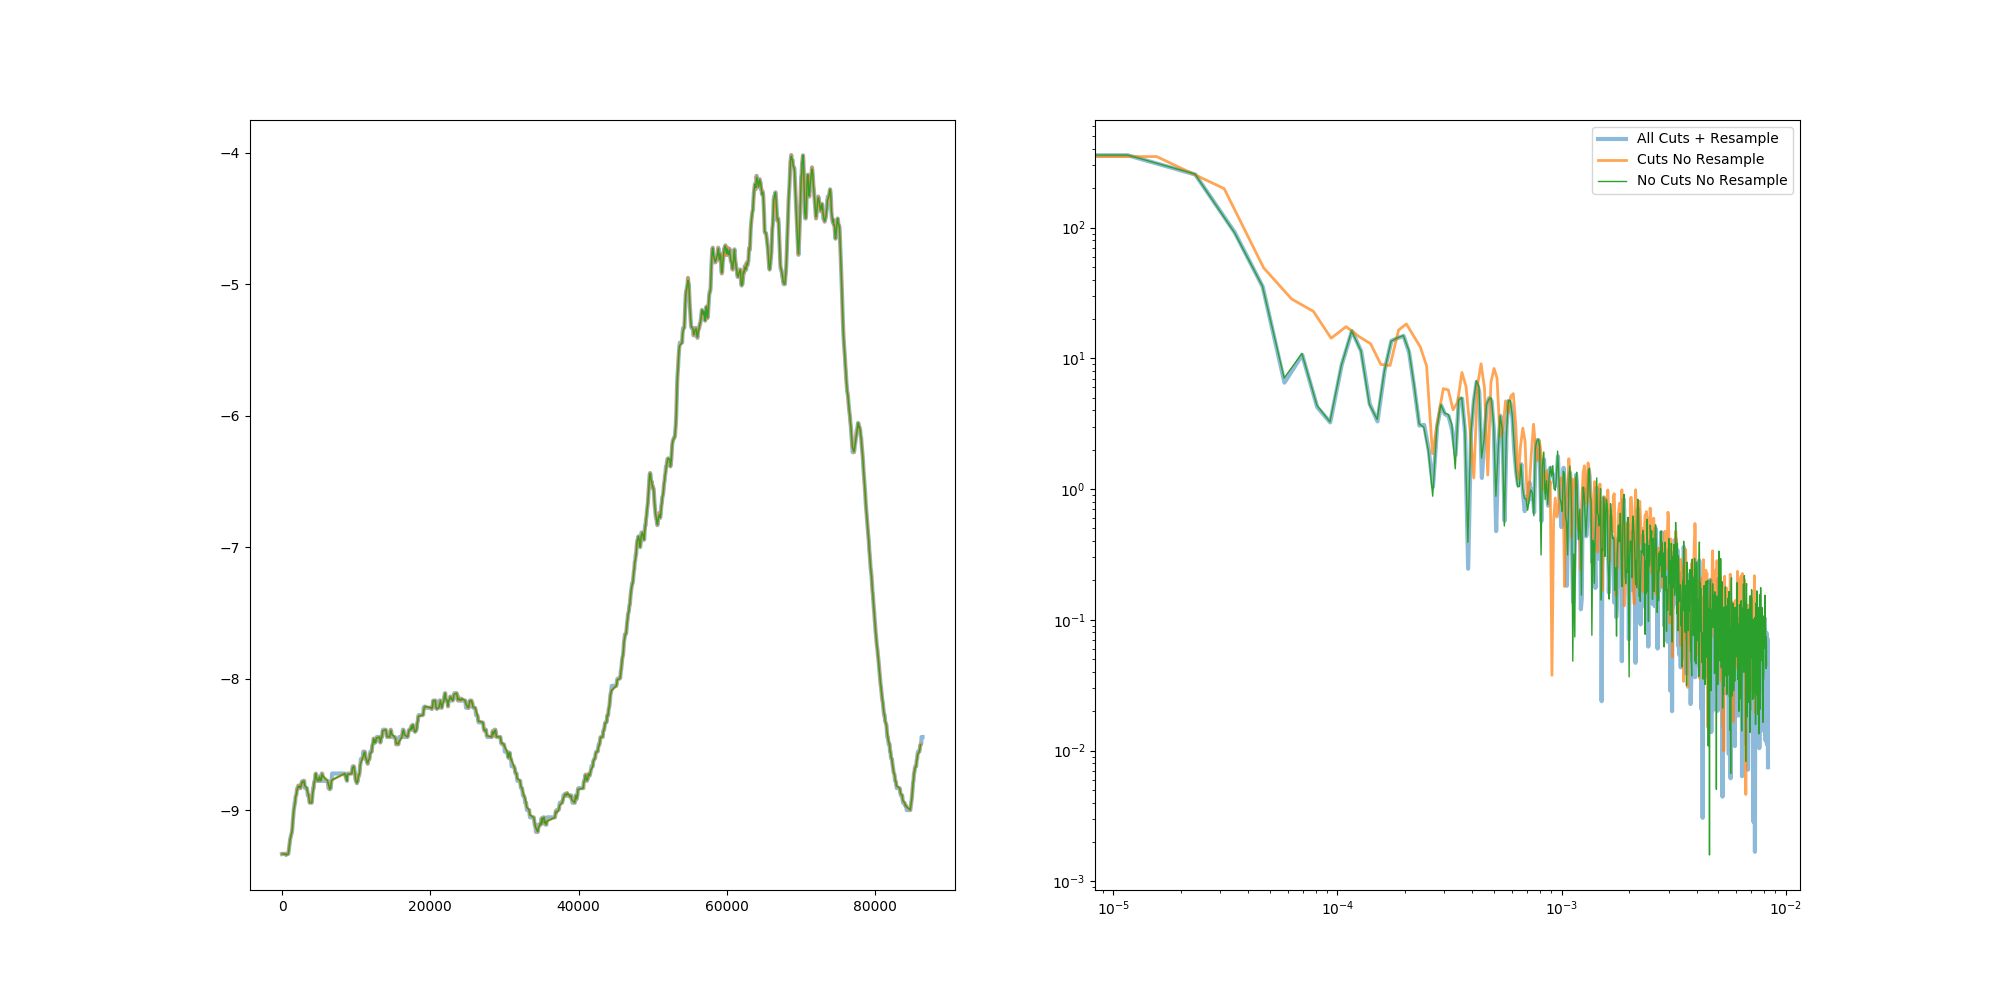 −4
−5
−6
−7
−8
−9
0 20000 40000 60000 80000
All Cuts + Resample
Cuts No Resample
No Cuts No Resample
10²
10¹
10⁰
10⁻¹
10⁻²
10⁻³
10⁻⁵ 10⁻⁴ 10⁻³ 10⁻²